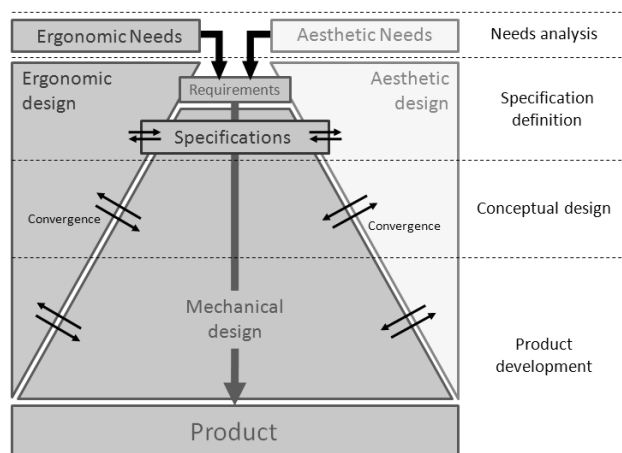 Ergonomic Needs
Aesthetic Needs
Needs analysis
Ergonomic
design
Requirements
Aesthetic
design
Specification
definition
Specifications
Conceptual design
Convergence
Convergence
Mechanical
design
Product
development
Product